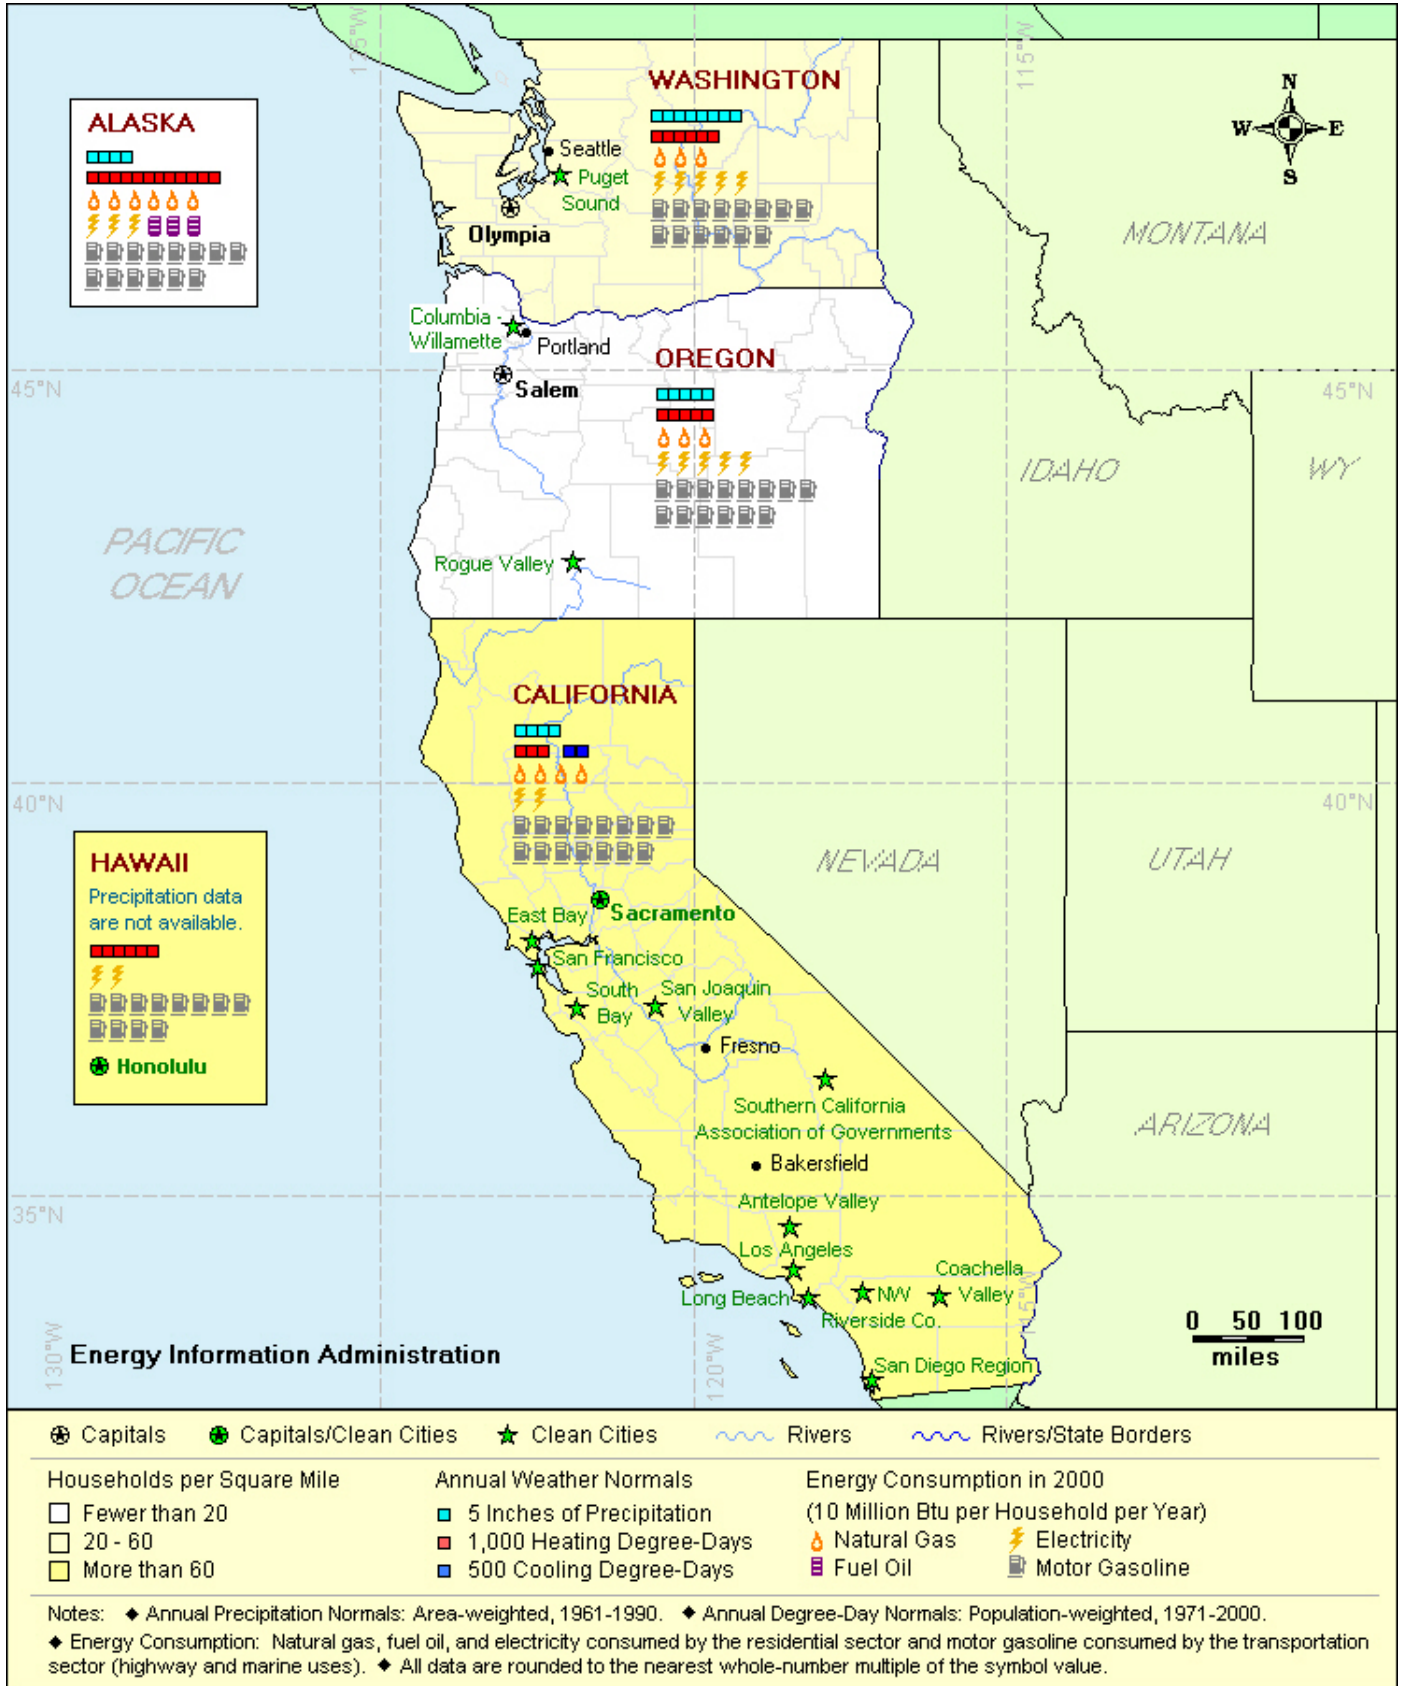 125°W
115°W
N
W E
S
WASHINGTON
ALASKA
Seattle
Puget
Sound
Olympia
MONTANA
Columbia -
Willamette
Portland
OREGON
Salem
45°N
45°N
IDAHO
WY
PACIFIC
OCEAN
Rogue Valley
CALIFORNIA
40°N
40°N
HAWAII
Precipitation data
are not available.
NEVADA
UTAH
East Bay
Sacramento
San Francisco
South
Bay
San Joaquin
Valley
Fresno
Honolulu
Southern California
Association of Governments
ARIZONA
Bakersfield
Antelope Valley
35°N
Los Angeles
Coachella
Valley
Long Beach
NW
Riverside Co.
115°W
0 50 100
miles
130°W
Energy Information Administration
120°W
San Diego Region
Capitals Capitals/Clean Cities Clean Cities Rivers Rivers/State Borders
Households per Square Mile
Fewer than 20
20 - 60
More than 60
Annual Weather Normals
5 Inches of Precipitation
1,000 Heating Degree-Days
500 Cooling Degree-Days
Energy Consumption in 2000
(10 Million Btu per Household per Year)
Natural Gas Electricity
Fuel Oil Motor Gasoline
Notes: ◆ Annual Precipitation Normals: Area-weighted, 1961-1990. ◆ Annual Degree-Day Normals: Population-weighted, 1971-2000.
◆ Energy Consumption: Natural gas, fuel oil, and electricity consumed by the residential sector and motor gasoline consumed by the transportation
sector (highway and marine uses). ◆ All data are rounded to the nearest whole-number multiple of the symbol value.